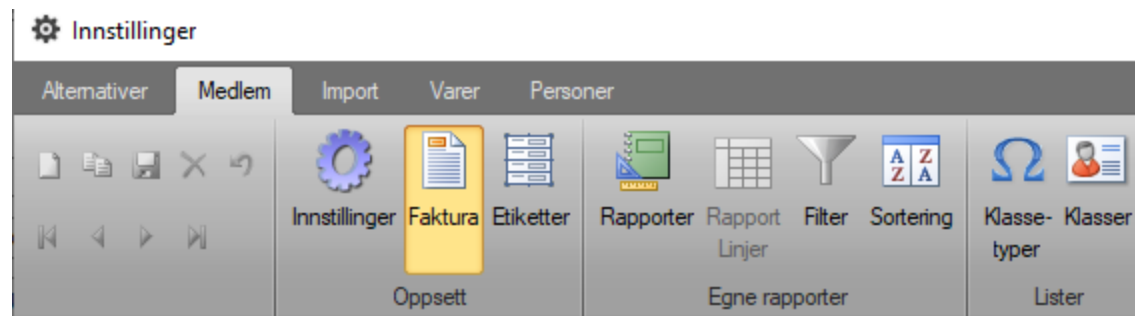 Innstillinger
Alternativer Medlem Import Varer Personer
Innstillinger Faktura Etiketter Rapporter Rapport Linjer Filter Sortering Klasse-typer Klasser
Oppsett Egne rapporter Lister